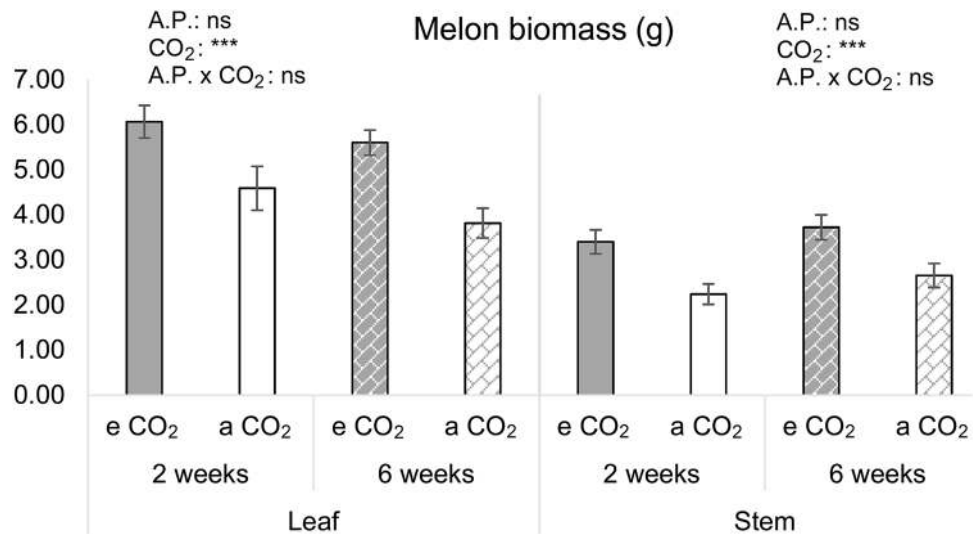 Melon biomass (g)
A.P.: ns
CO₂: ***
A.P. x CO₂: ns
A.P.: ns
CO₂: ***
A.P. x CO₂: ns
7.00
6.00
5.00
4.00
3.00
2.00
1.00
0.00
e CO₂ a CO₂ e CO₂ a CO₂ e CO₂ a CO₂ e CO₂ a CO₂
2 weeks 6 weeks 2 weeks 6 weeks
Leaf Stem